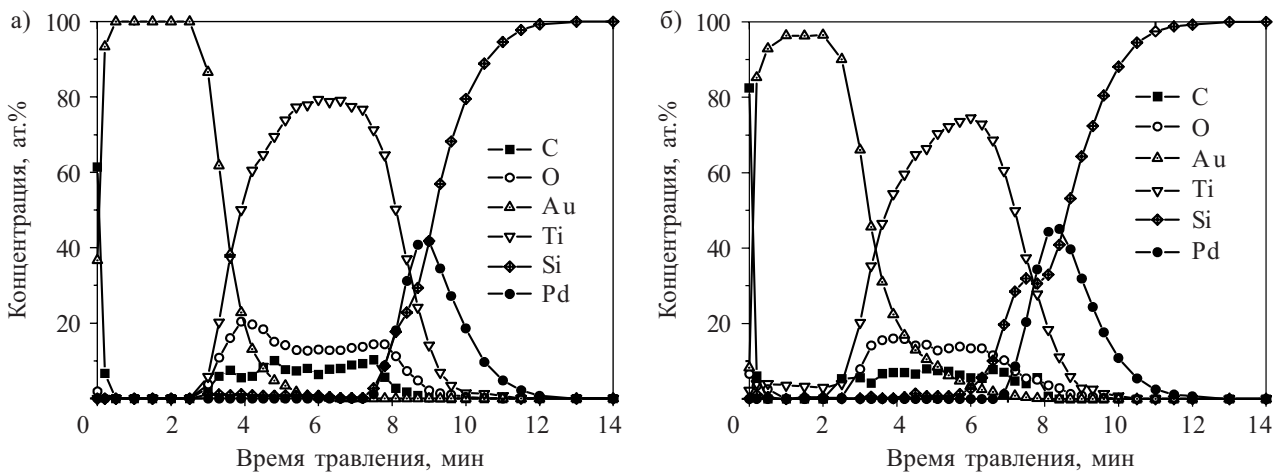 а)
Концентрация, ат.%
100
80
60
40
20
0 2 4 6 8 10 12 14
Время травления, мин
C
O
Au
Ti
Si
Pd
б)
Концентрация, ат.%
100
80
60
40
20
0 2 4 6 8 10 12 14
Время травления, мин
C
O
Au
Ti
Si
Pd